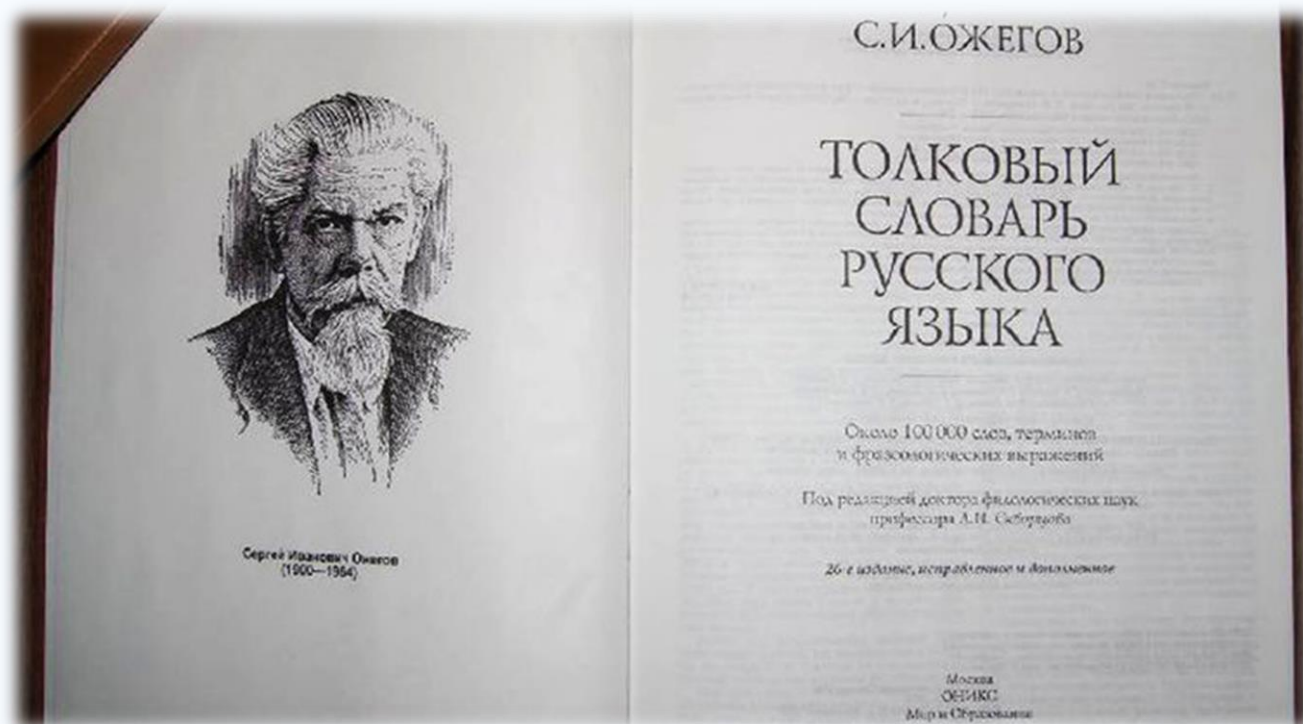 Сергей Иванович Ожегов
(1900—1964)
С.И.ОЖЕГОВ
ТОЛКОВЫЙ
СЛОВАРЬ
РУССКОГО
ЯЗЫКА
Около 100 000 слов, терминов
и фразеологических выражений
Под редакцией доктора филологических наук
профессора Л.И. Скворцова
26-е издание, исправленное и дополненное
Москва
ОНИКС
Мир и Образование